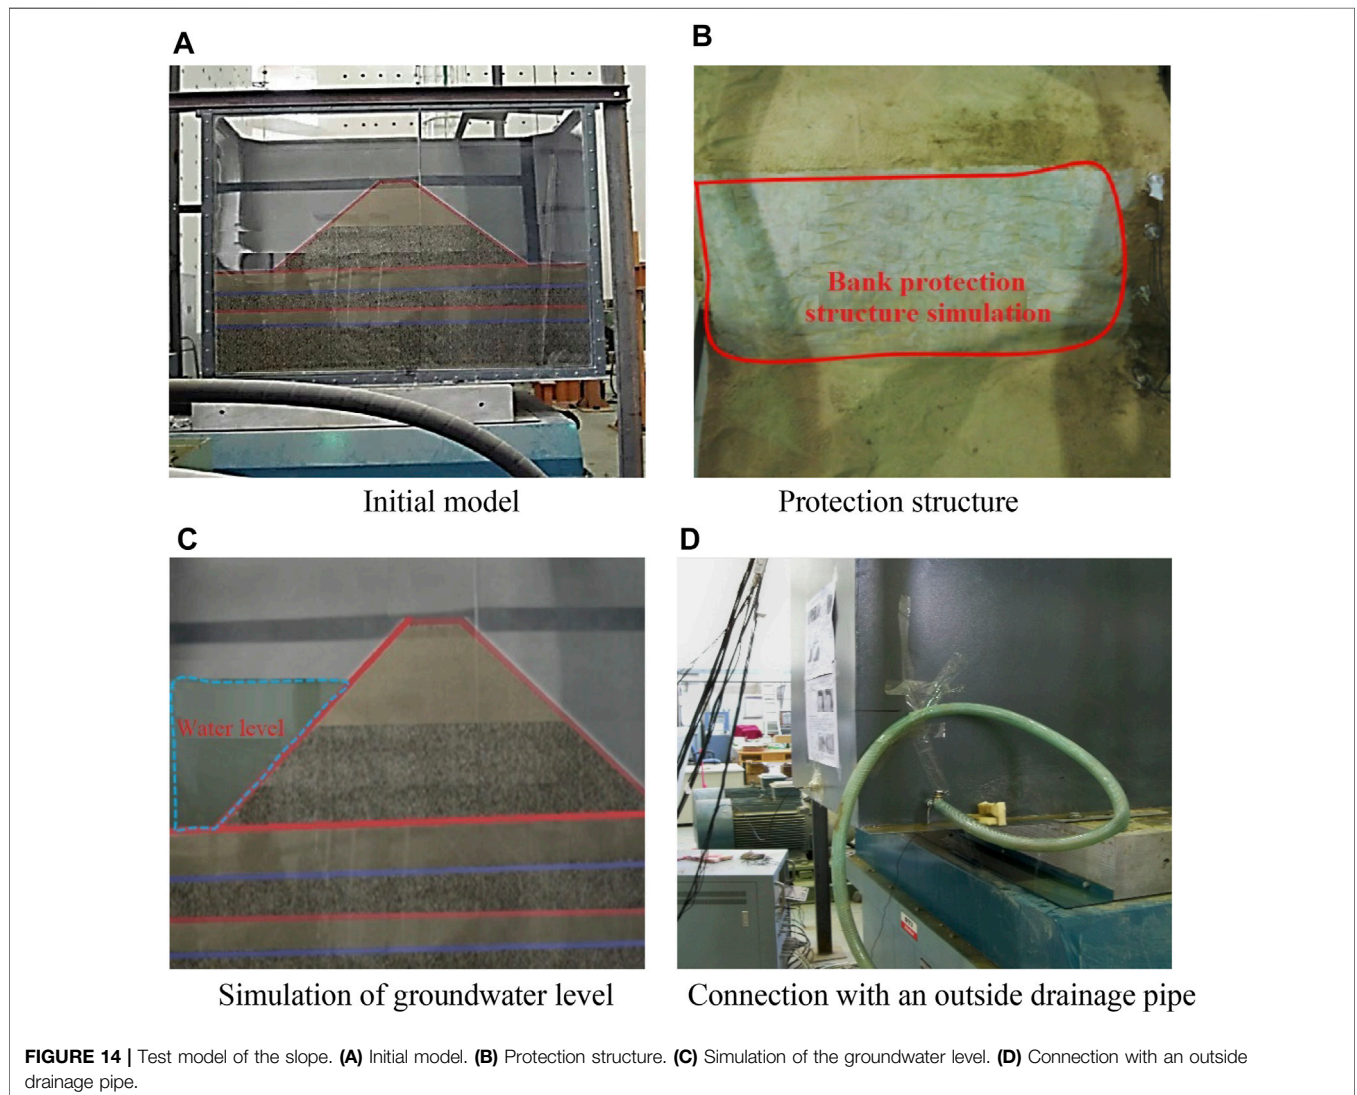 A
B
Bank protection
structure simulation
Initial model
Protection structure
C
D
Water level
Simulation of groundwater level
Connection with an outside drainage pipe
FIGURE 14 | Test model of the slope. (A) Initial model. (B) Protection structure. (C) Simulation of the groundwater level. (D) Connection with an outside
drainage pipe.